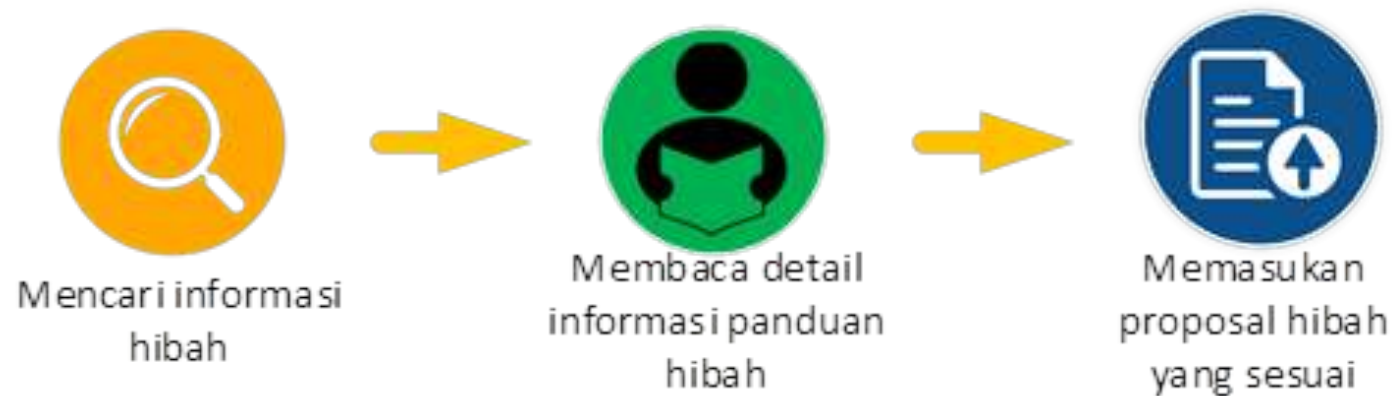 Mencari informasi
hibah
Membaca detail
informasi panduan
hibah
Memasukan
proposal hibah
yang sesuai